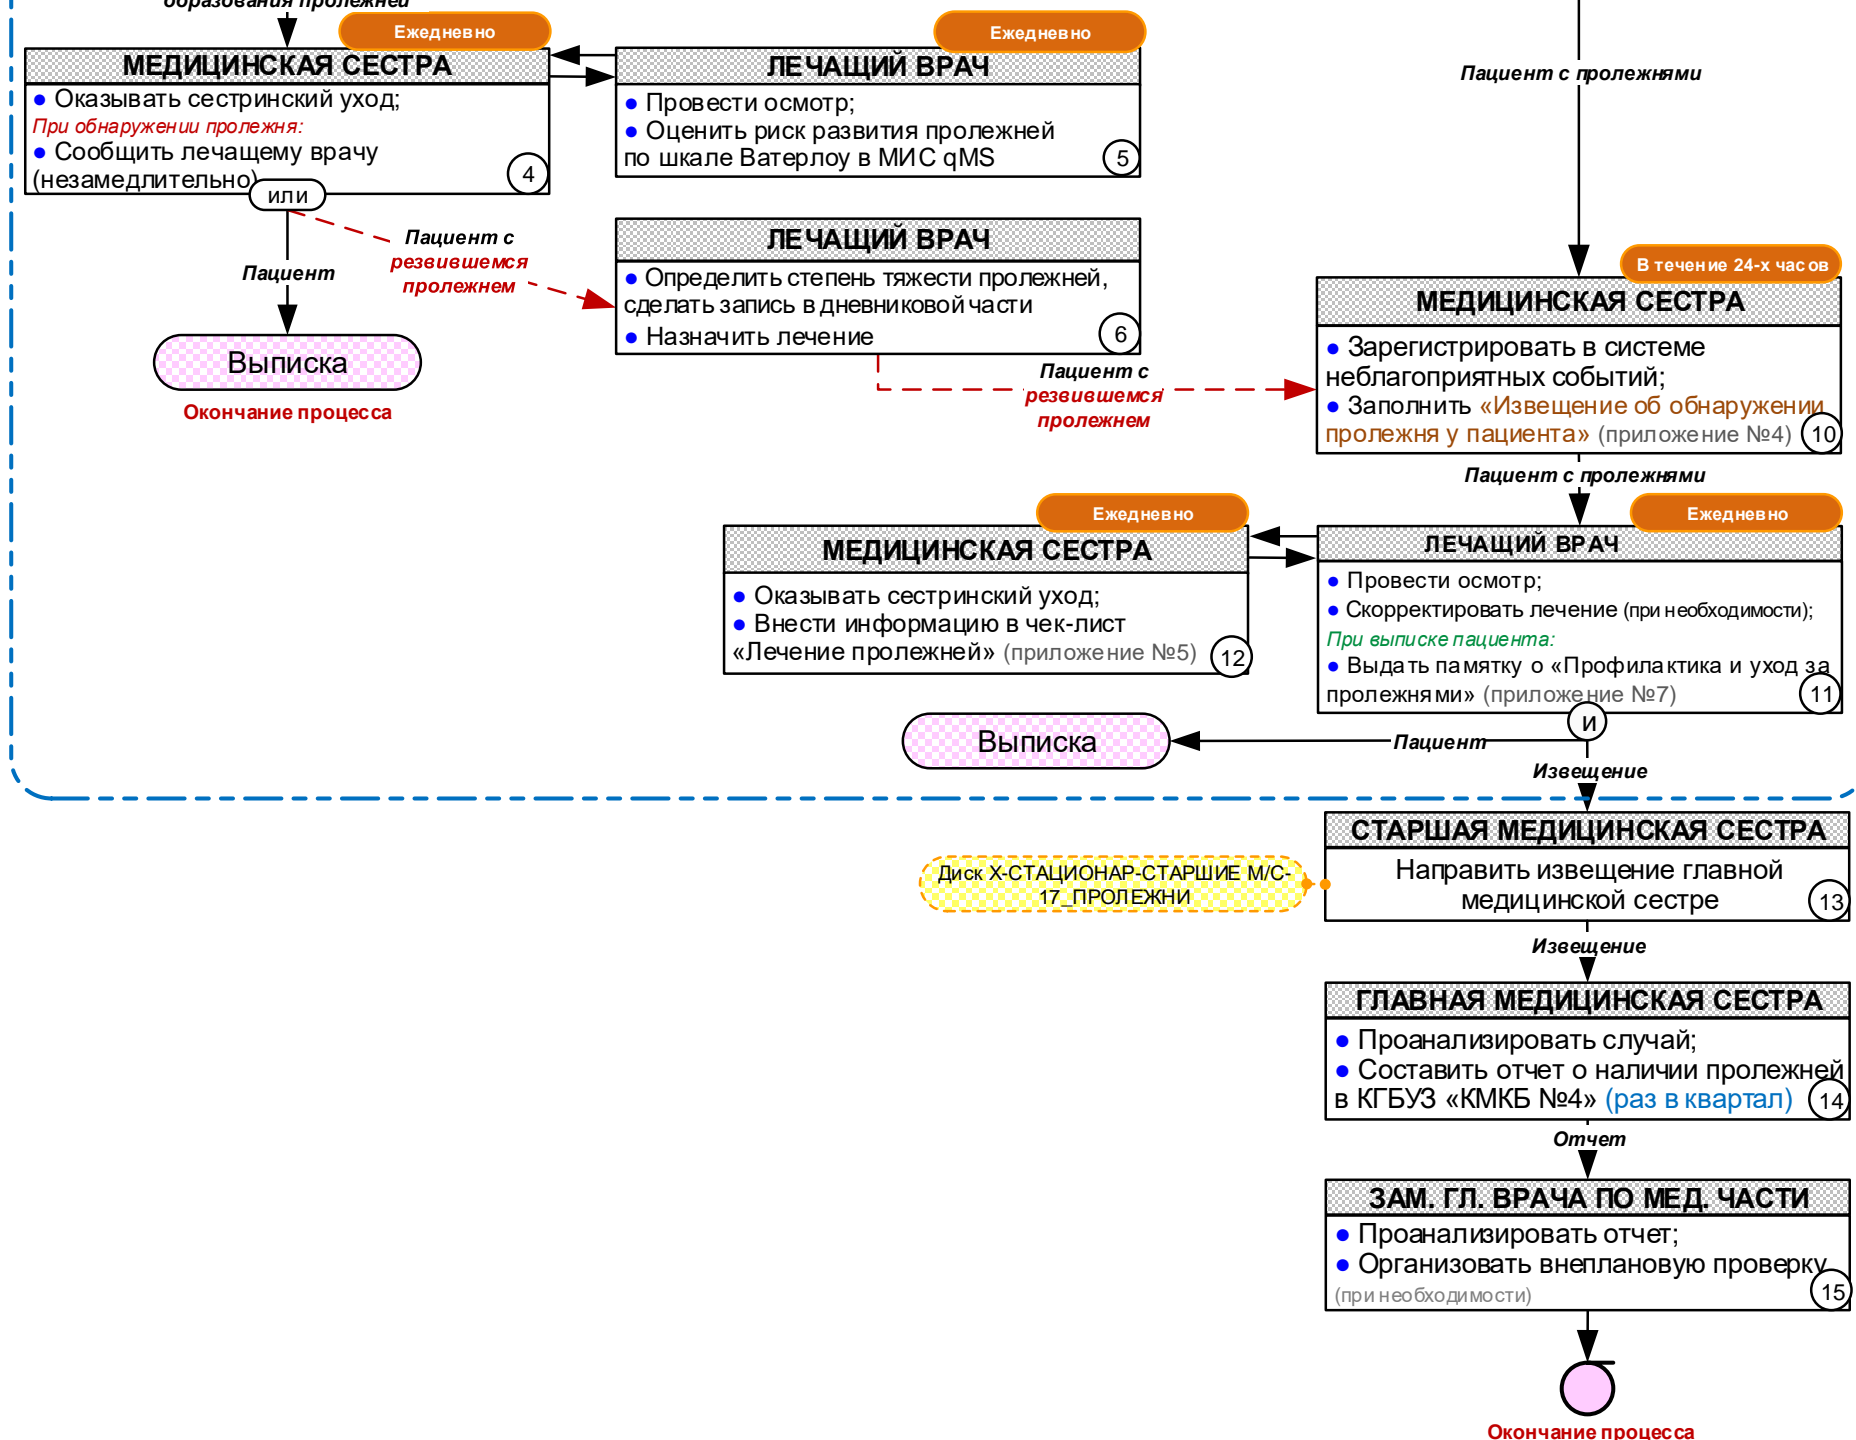 образования пролежней
Ежедневно
МЕДИЦИНСКАЯ СЕСТРА
● Оказывать сестринский уход;
При обнаружении пролежня:
● Сообщить лечащему врачу
(незамедлительно)
4
или
Ежедневно
ЛЕЧАЩИЙ ВРАЧ
● Провести осмотр;
● Оценить риск развития пролежней
по шкале Ватерлоу в МИС qMS
5
Пациент с пролежнями
Пациент с
резвившемся
пролежнем
Пациент
Выписка
Окончание процесса
ЛЕЧАЩИЙ ВРАЧ
● Определить степень тяжести пролежней,
сделать запись в дневниковой части
● Назначить лечение
6
Пациент с
резвившемся
пролежнем
В течение 24-х часов
МЕДИЦИНСКАЯ СЕСТРА
● Зарегистрировать в системе
неблагоприятных событий;
● Заполнить «Извещение об обнаружении
пролежня у пациента» (приложение №4)
10
Пациент с пролежнями
Ежедневно
МЕДИЦИНСКАЯ СЕСТРА
● Оказывать сестринский уход;
● Внести информацию в чек-лист
«Лечение пролежней» (приложение №5)
12
Ежедневно
ЛЕЧАЩИЙ ВРАЧ
● Провести осмотр;
● Скорректировать лечение (при необходимости);
При выписке пациента:
● Выдать памятку о «Профилактика и уход за
пролежнями» (приложение №7)
11
и
Пациент
Выписка
Извещение
СТАРШАЯ МЕДИЦИНСКАЯ СЕСТРА
Направить извещение главной
медицинской сестре
13
Диск X-СТАЦИОНАР-СТАРШИЕ М/С-
17_ПРОЛЕЖНИ
Извещение
ГЛАВНАЯ МЕДИЦИНСКАЯ СЕСТРА
● Проанализировать случай;
● Составить отчет о наличии пролежней
в КГБУЗ «КМКБ №4» (раз в квартал)
14
Отчет
ЗАМ. ГЛ. ВРАЧА ПО МЕД. ЧАСТИ
● Проанализировать отчет;
● Организовать внеплановую проверку
(при необходимости)
15
Окончание процесса